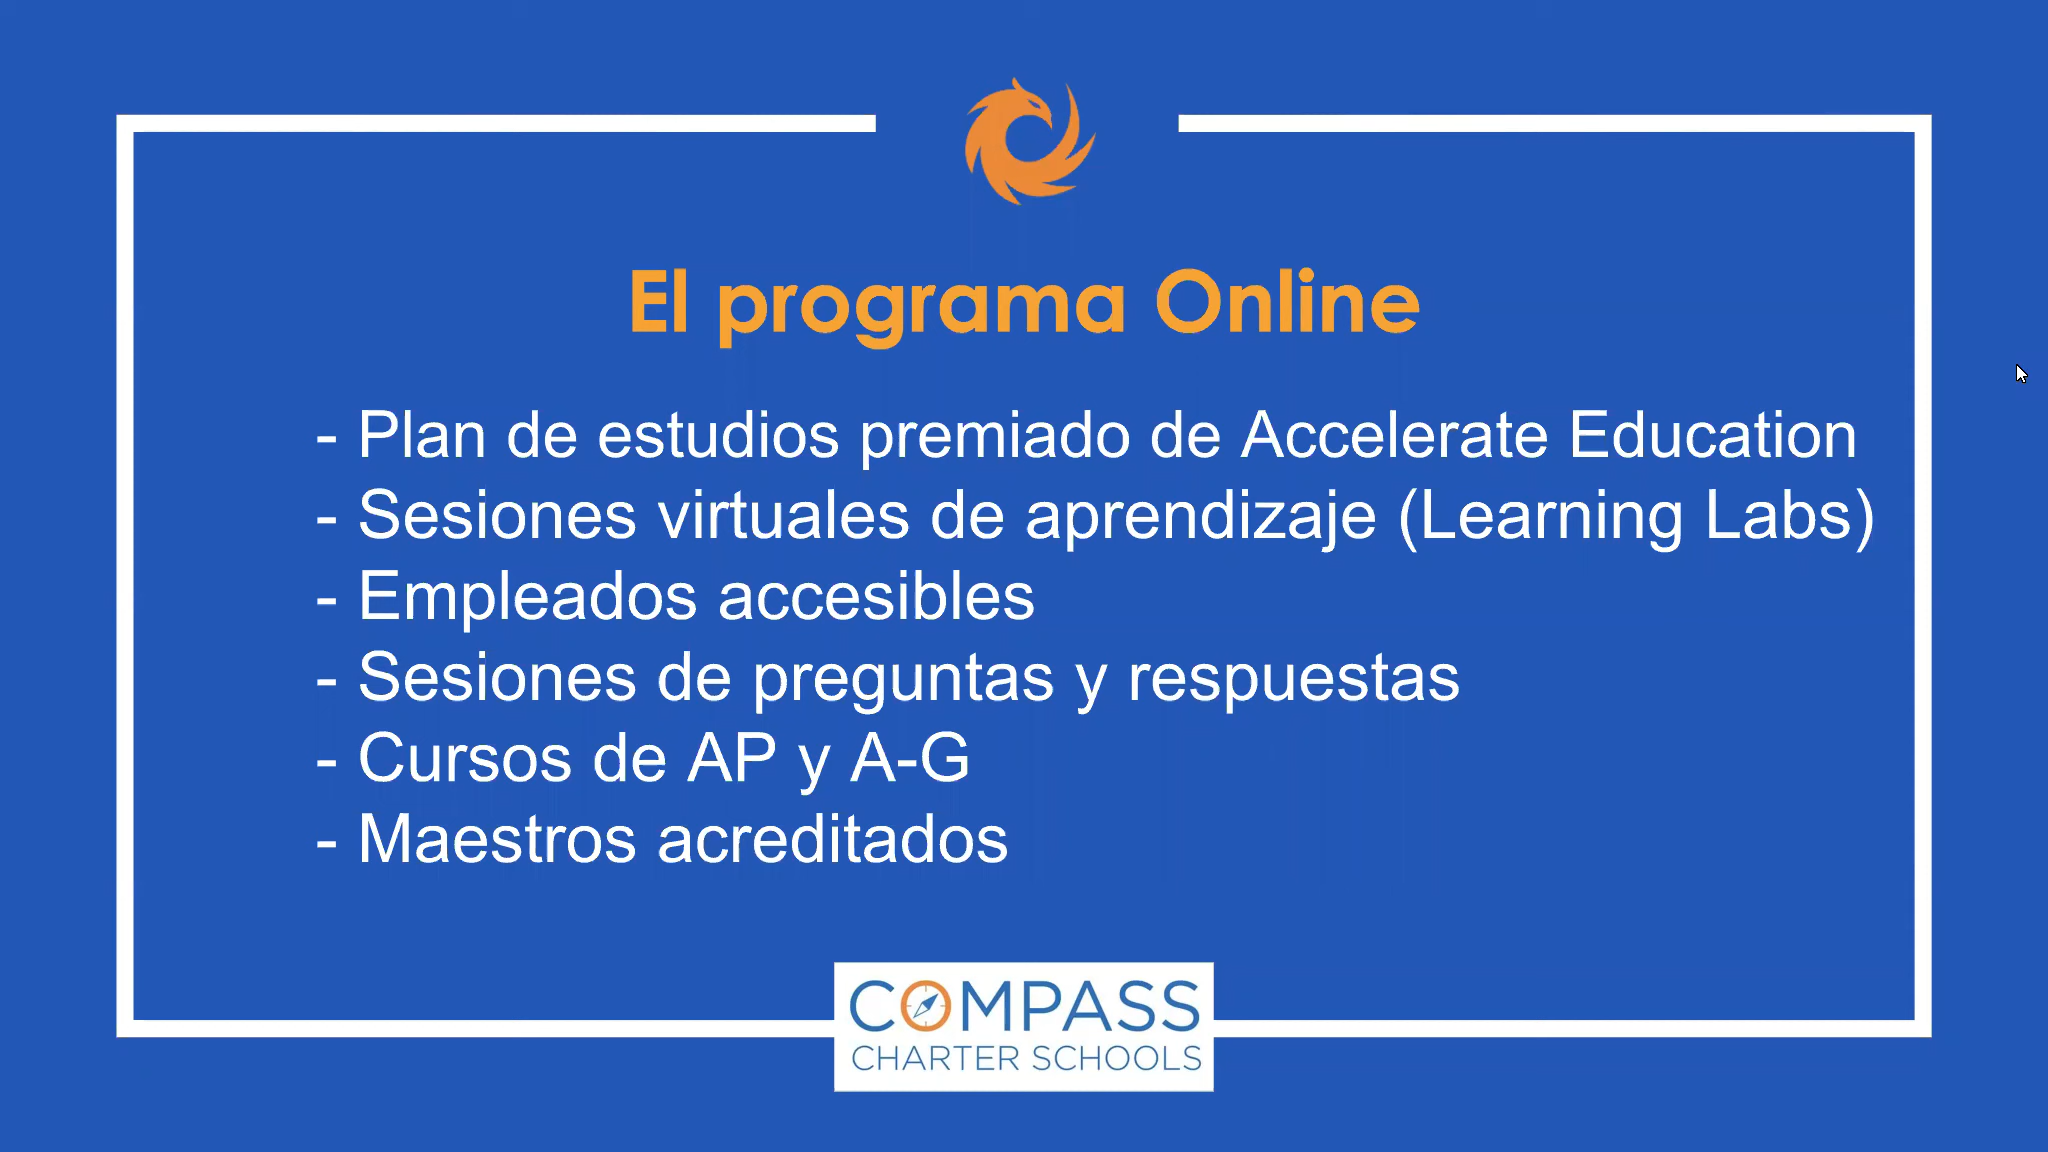 El programa Online
- Plan de estudios premiado de Accelerate Education
- Sesiones virtuales de aprendizaje (Learning Labs)
- Empleados accesibles
- Sesiones de preguntas y respuestas
- Cursos de AP y A-G
- Maestros acreditados
COMPASS
CHARTER SCHOOLS